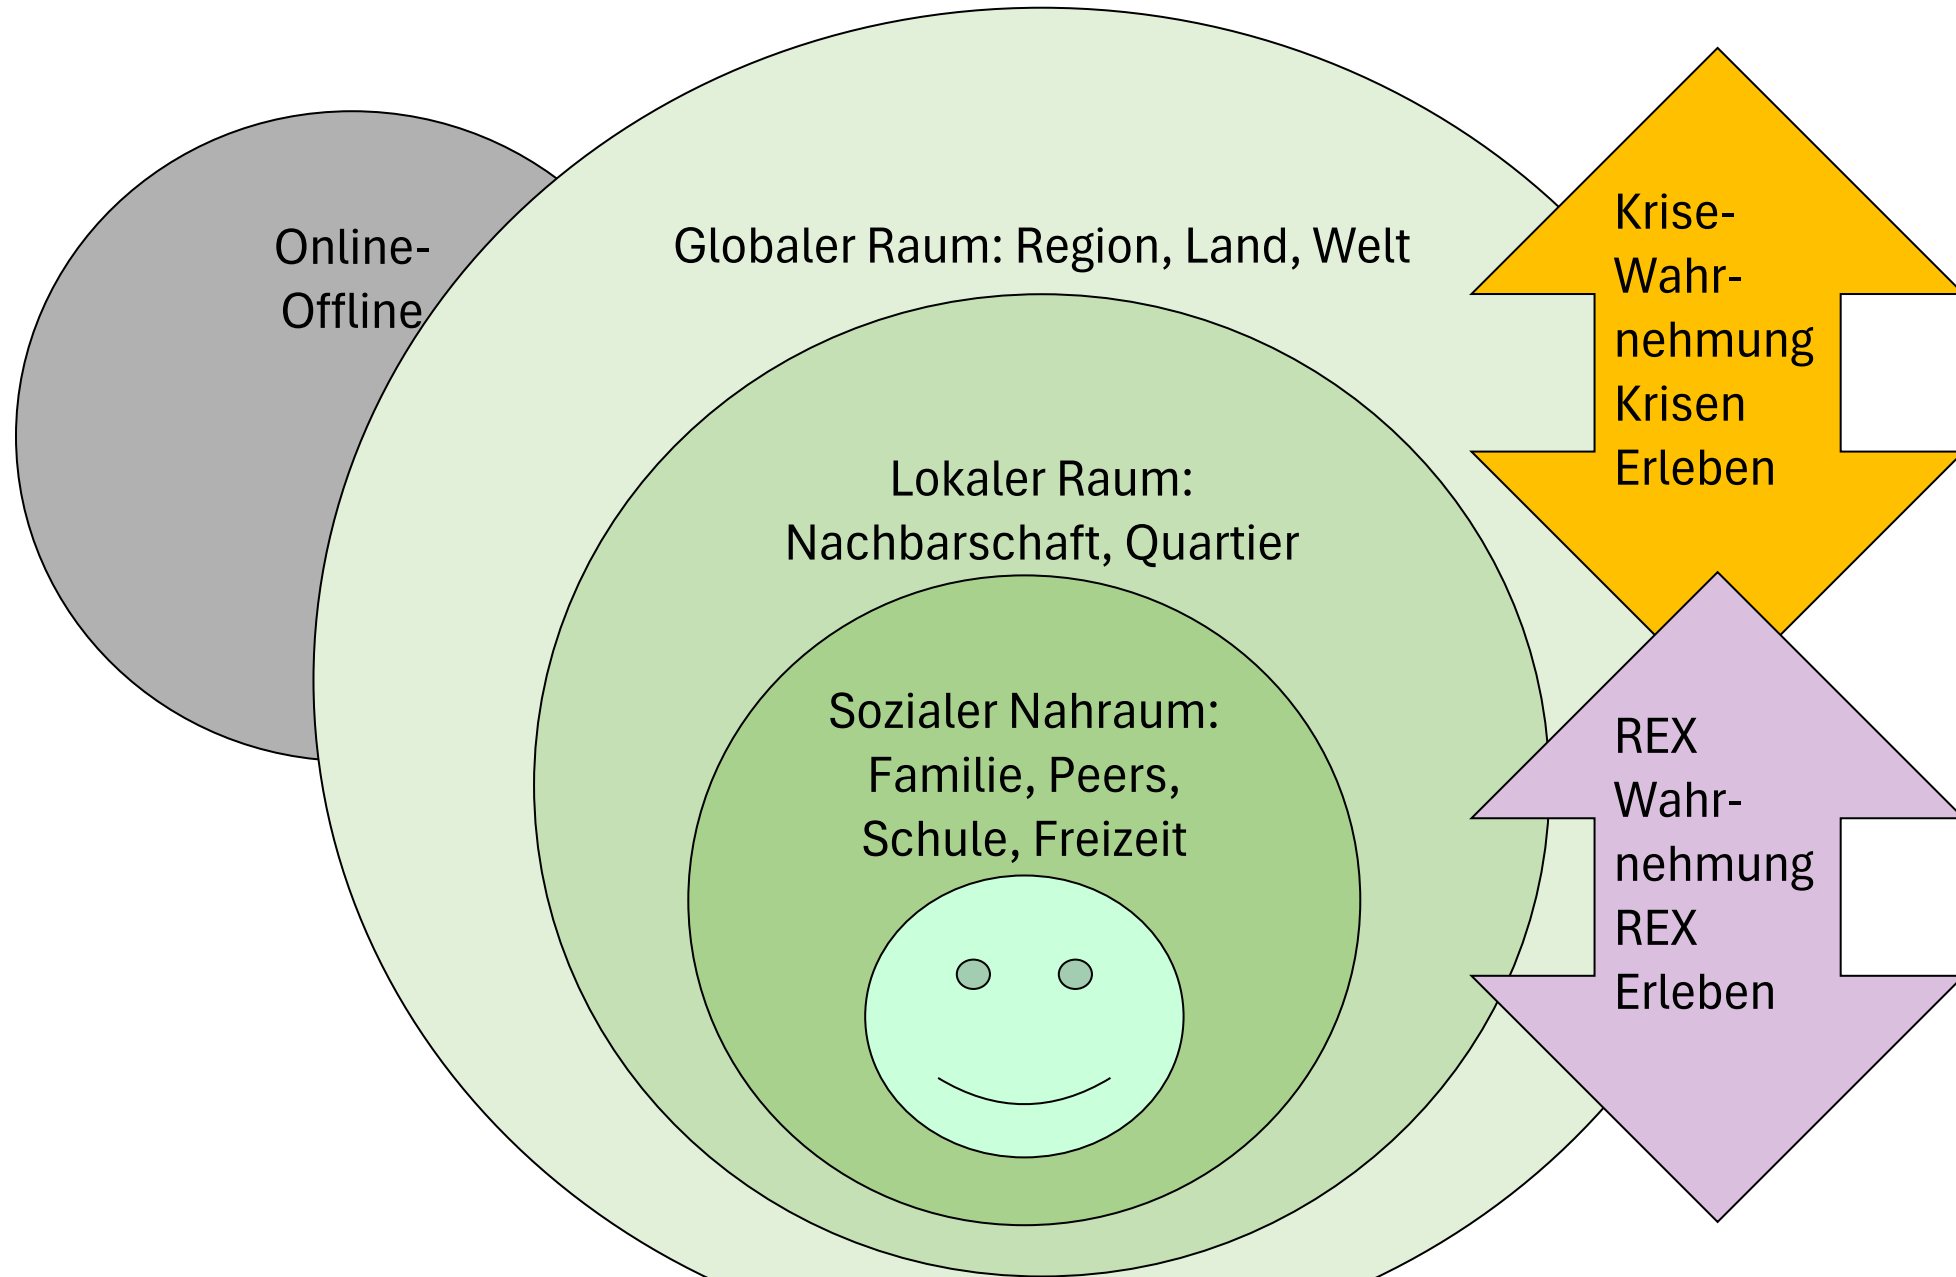 Online-
Offline
Globaler Raum: Region, Land, Welt
Lokaler Raum:
Nachbarschaft, Quartier
Sozialer Nahraum:
Familie, Peers,
Schule, Freizeit
Krise-
Wahr-
nehmung
Krisen
Erleben
REX
Wahr-
nehmung
REX
Erleben